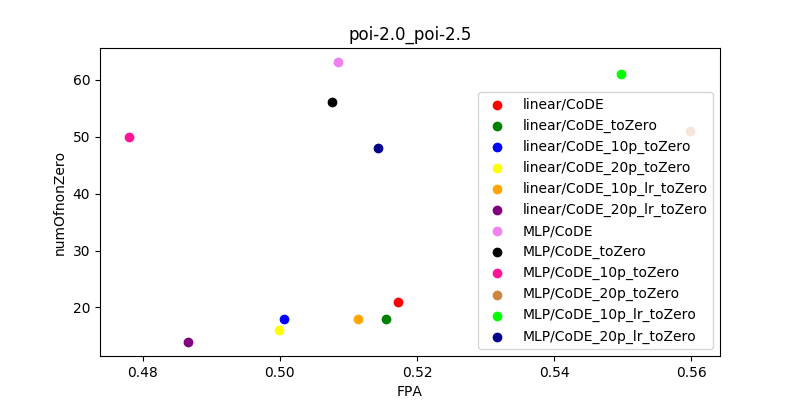 poi-2.0_poi-2.5
numOfnonZero
60
50
40
30
20
linear/CoDE
linear/CoDE_toZero
linear/CoDE_10p_toZero
linear/CoDE_20p_toZero
linear/CoDE_10p_lr_toZero
linear/CoDE_20p_lr_toZero
MLP/CoDE
MLP/CoDE_toZero
MLP/CoDE_10p_toZero
MLP/CoDE_20p_toZero
MLP/CoDE_10p_lr_toZero
MLP/CoDE_20p_lr_toZero
0.48 0.50 0.52 0.54 0.56
FPA